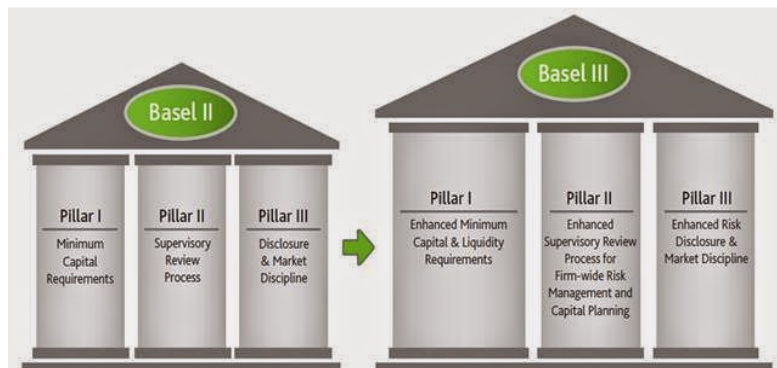 Basel II
Pillar I
Minimum
Capital
Requirements
Pillar II
Supervisory
Review
Process
Pillar III
Disclosure
& Market
Discipline
Basel III
Pillar I
Enhanced Minimum
Capital & Liquidity
Requirements
Pillar II
Enhanced
Supervisory Review
Process for
Firm-wide Risk
Management and
Capital Planning
Pillar III
Enhanced Risk
Disclosure &
Market Discipline